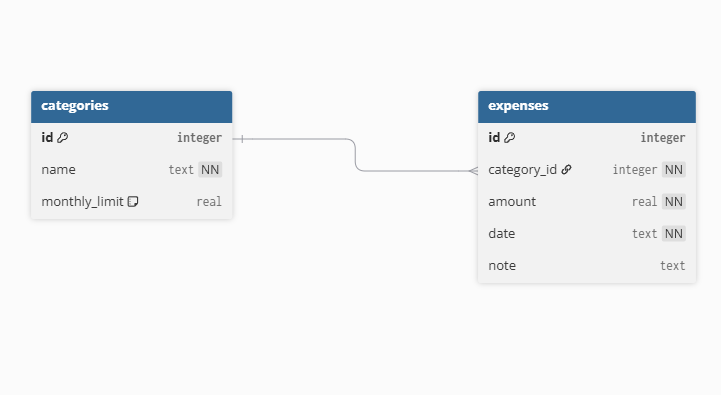 categories
id integer
name text NN
monthly_limit real
expenses
id integer
category_id integer NN
amount real NN
date text NN
note text